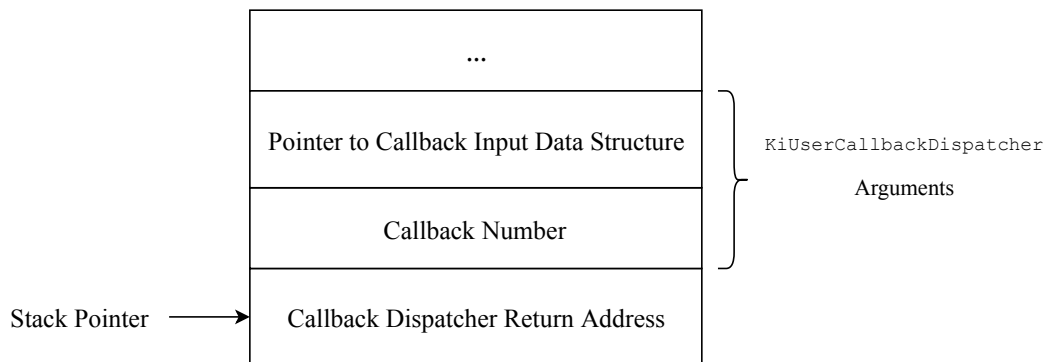 ...
Pointer to Callback Input Data Structure
KiUserCallbackDispatcher
Arguments
Callback Number
Stack Pointer
Callback Dispatcher Return Address